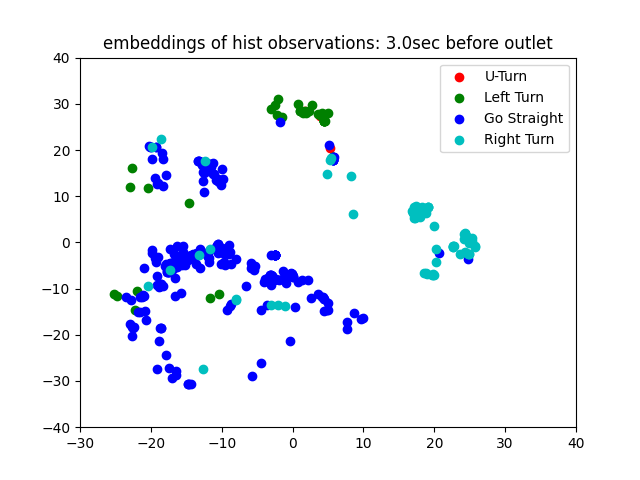 embeddings of hist observations: 3.0sec before outlet
U-Turn
Left Turn
Go Straight
Right Turn
40
30
20
10
0
−10
−20
−30
−40
−30 −20 −10 0 10 20 30 40